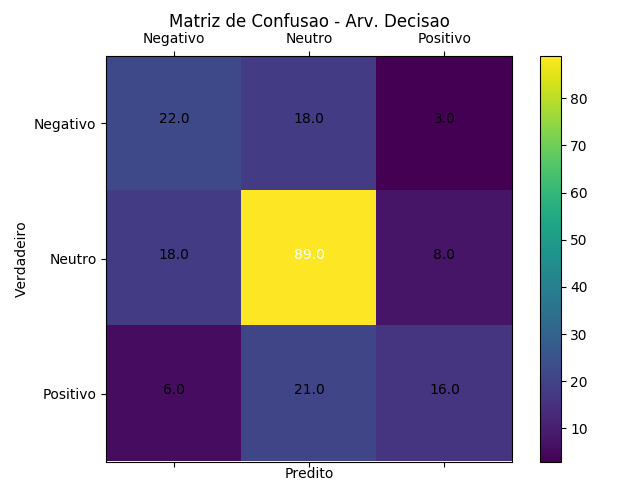 Matriz de Confusao - Arv. Decisao
Negativo Neutro Positivo
Negativo 22.0 18.0 3.0
Neutro 18.0 89.0 8.0
Positivo 6.0 21.0 16.0
Verdadeiro
Predito
80
70
60
50
40
30
20
10